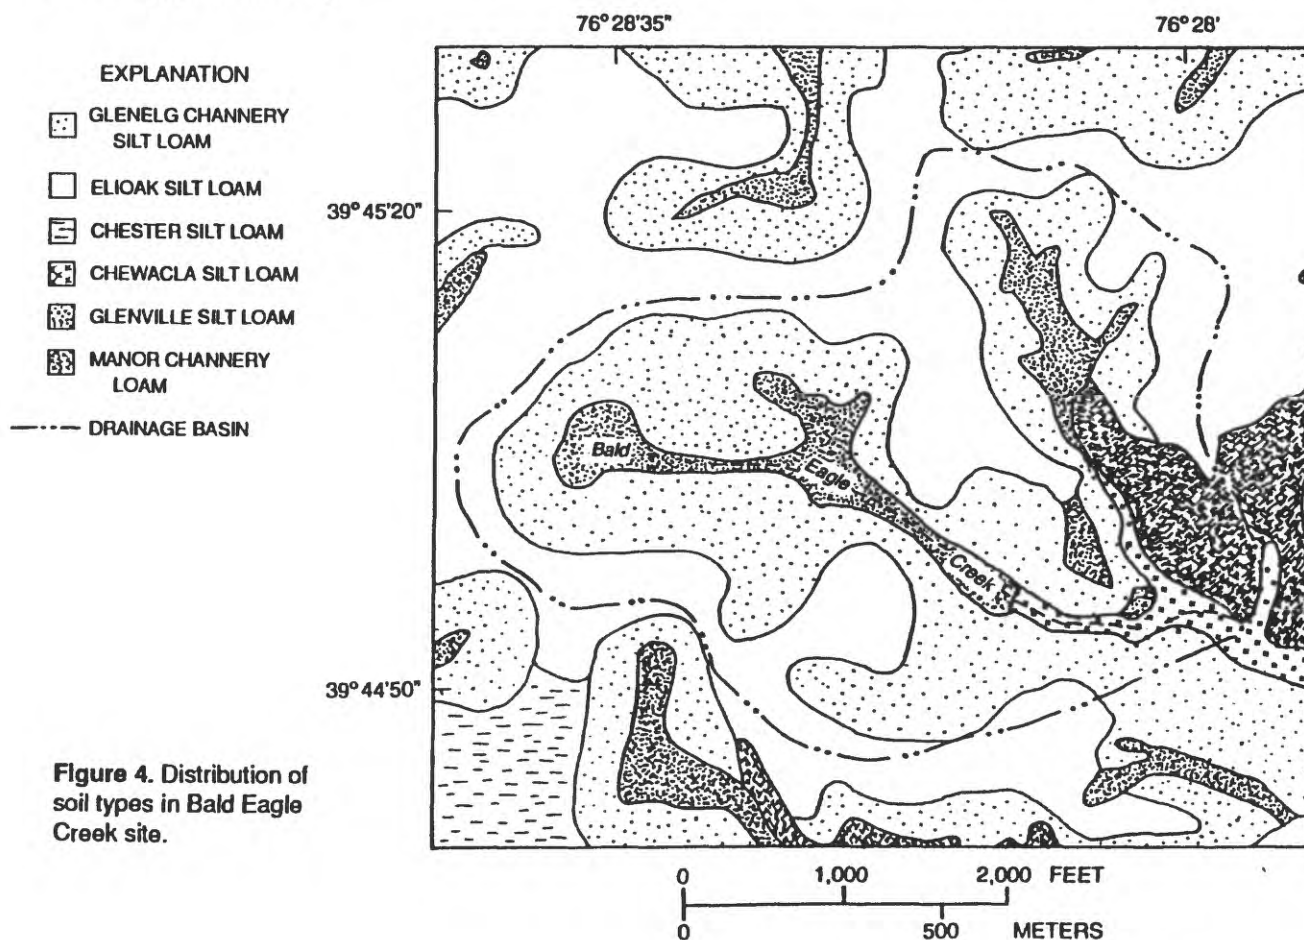 76° 28'35"
76° 28'
EXPLANATION
GLENELG CHANNERY
SILT LOAM
ELIOAK SILT LOAM
CHESTER SILT LOAM
CHEWACLA SILT LOAM
GLENVILLE SILT LOAM
MANOR CHANNERY
LOAM
DRAINAGE BASIN
39° 45'20"
Bald
Eagle
Creek
39° 44'50"
Figure 4. Distribution of
soil types in Bald Eagle
Creek site.
0 1,000 2,000 FEET
0 500 METERS